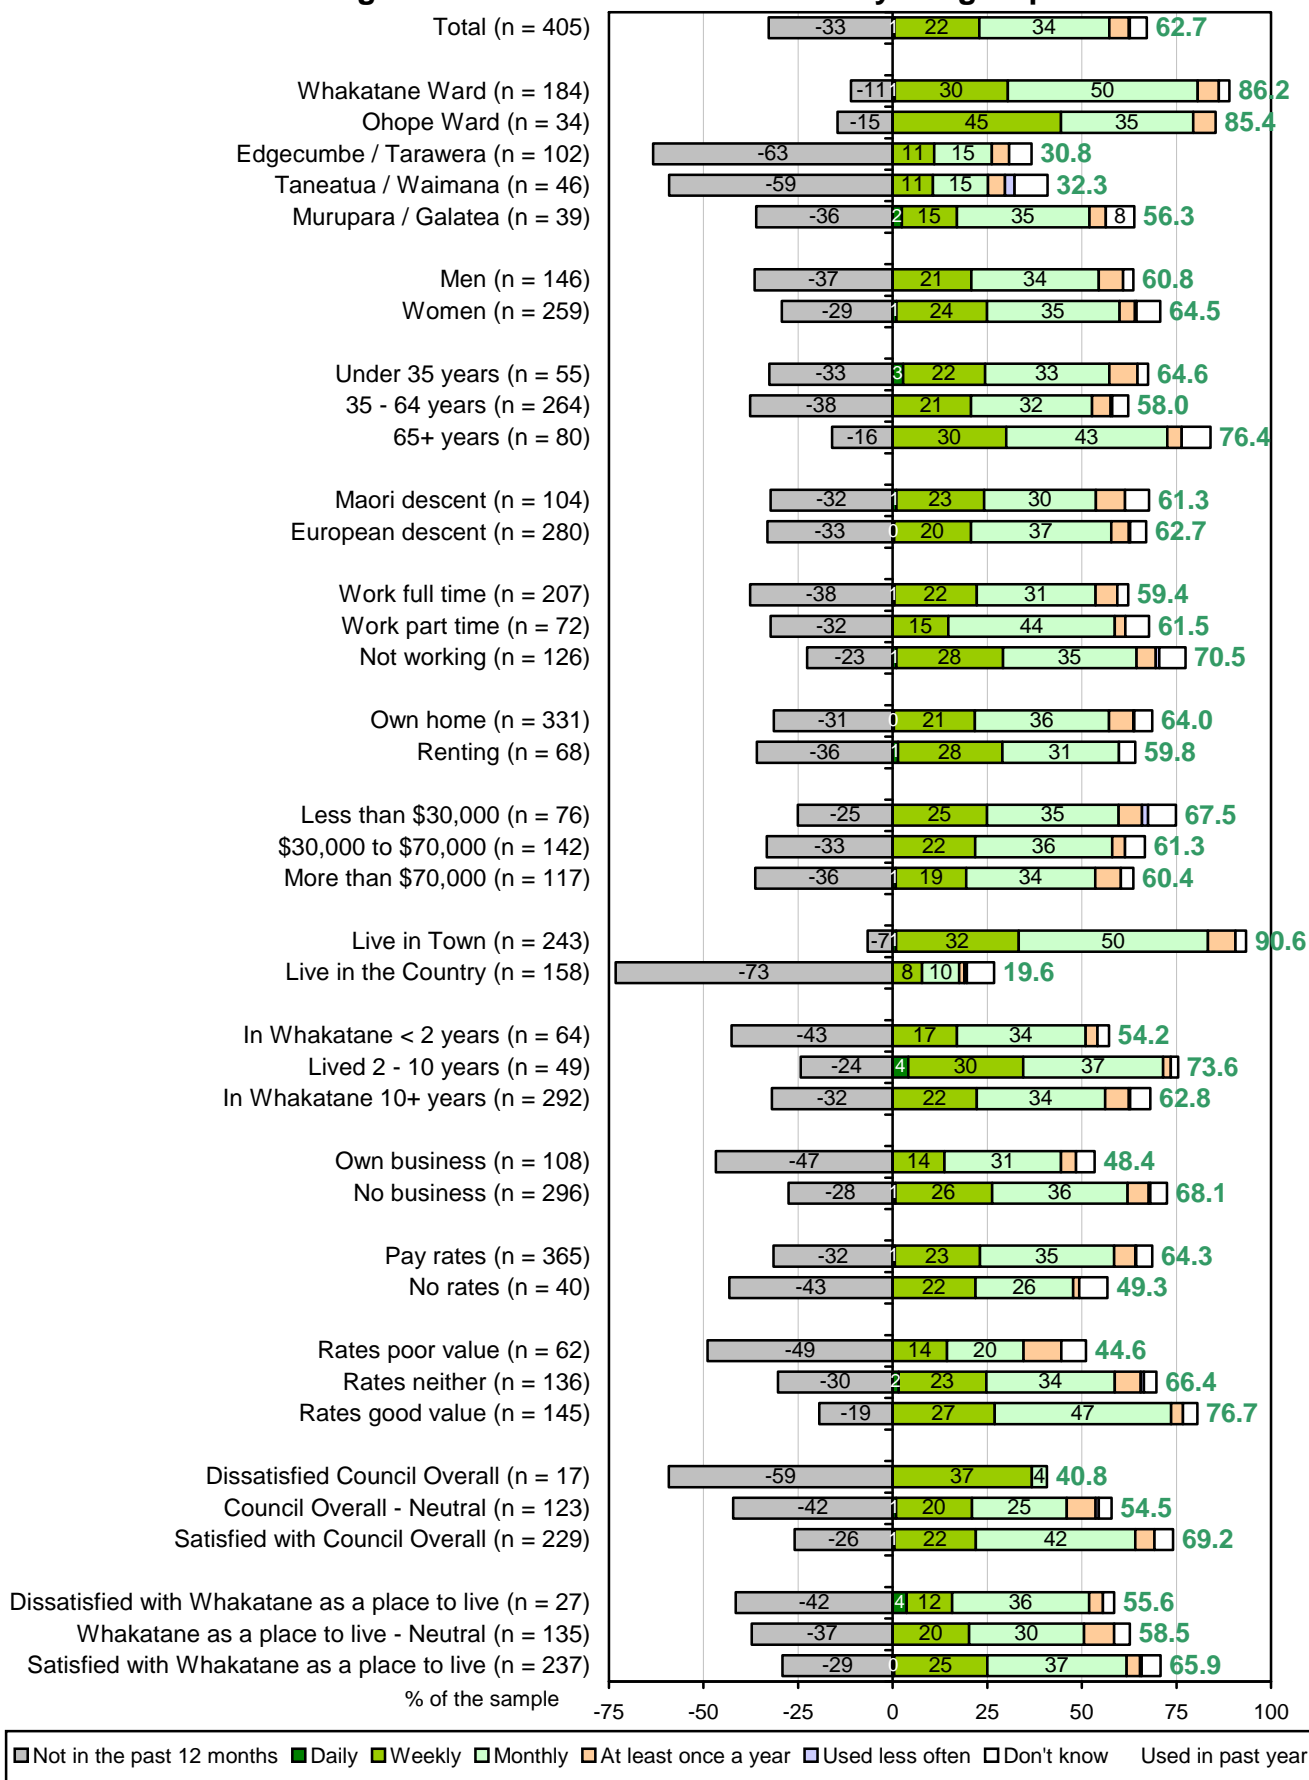 Total (n = 405) -33 1 22 34 62.7
Whakatane Ward (n = 184) -11 1 30 50 86.2
Ohope Ward (n = 34) -15 45 35 85.4
Edgecumbe / Tarawera (n = 102) -63 11 15 30.8
Taneatua / Waimana (n = 46) -59 11 15 32.3
Murupara / Galatea (n = 39) -36 2 15 35 8 56.3
Men (n = 146) -37 21 34 60.8
Women (n = 259) -29 1 24 35 64.5
Under 35 years (n = 55) -33 3 22 33 64.6
35 - 64 years (n = 264) -38 21 32 58.0
65+ years (n = 80) -16 30 43 76.4
Maori descent (n = 104) -32 1 23 30 61.3
European descent (n = 280) -33 0 20 37 62.7
Work full time (n = 207) -38 1 22 31 59.4
Work part time (n = 72) -32 15 44 61.5
Not working (n = 126) -23 1 28 35 70.5
Own home (n = 331) -31 0 21 36 64.0
Renting (n = 68) -36 1 28 31 59.8
Less than $30,000 (n = 76) -25 25 35 67.5
$30,000 to $70,000 (n = 142) -33 22 36 61.3
More than $70,000 (n = 117) -36 1 19 34 60.4
Live in Town (n = 243) -7 1 32 50 90.6
Live in the Country (n = 158) -73 8 10 19.6
In Whakatane < 2 years (n = 64) -43 17 34 54.2
Lived 2 - 10 years (n = 49) -24 4 30 37 73.6
In Whakatane 10+ years (n = 292) -32 22 34 62.8
Own business (n = 108) -47 14 31 48.4
No business (n = 296) -28 1 26 36 68.1
Pay rates (n = 365) -32 1 23 35 64.3
No rates (n = 40) -43 22 26 49.3
Rates poor value (n = 62) -49 14 20 44.6
Rates neither (n = 136) -30 2 23 34 66.4
Rates good value (n = 145) -19 27 47 76.7
Dissatisfied Council Overall (n = 17) -59 37 4 40.8
Council Overall - Neutral (n = 123) -42 1 20 25 54.5
Satisfied with Council Overall (n = 229) -26 1 22 42 69.2
Dissatisfied with Whakatane as a place to live (n = 27) -42 4 12 36 55.6
Whakatane as a place to live - Neutral (n = 135) -37 20 30 58.5
Satisfied with Whakatane as a place to live (n = 237) -29 0 25 37 65.9
% of the sample -75 -50 -25 0 25 50 75 100
Not in the past 12 months Daily Weekly Monthly At least once a year Used less often Don't know Used in past year